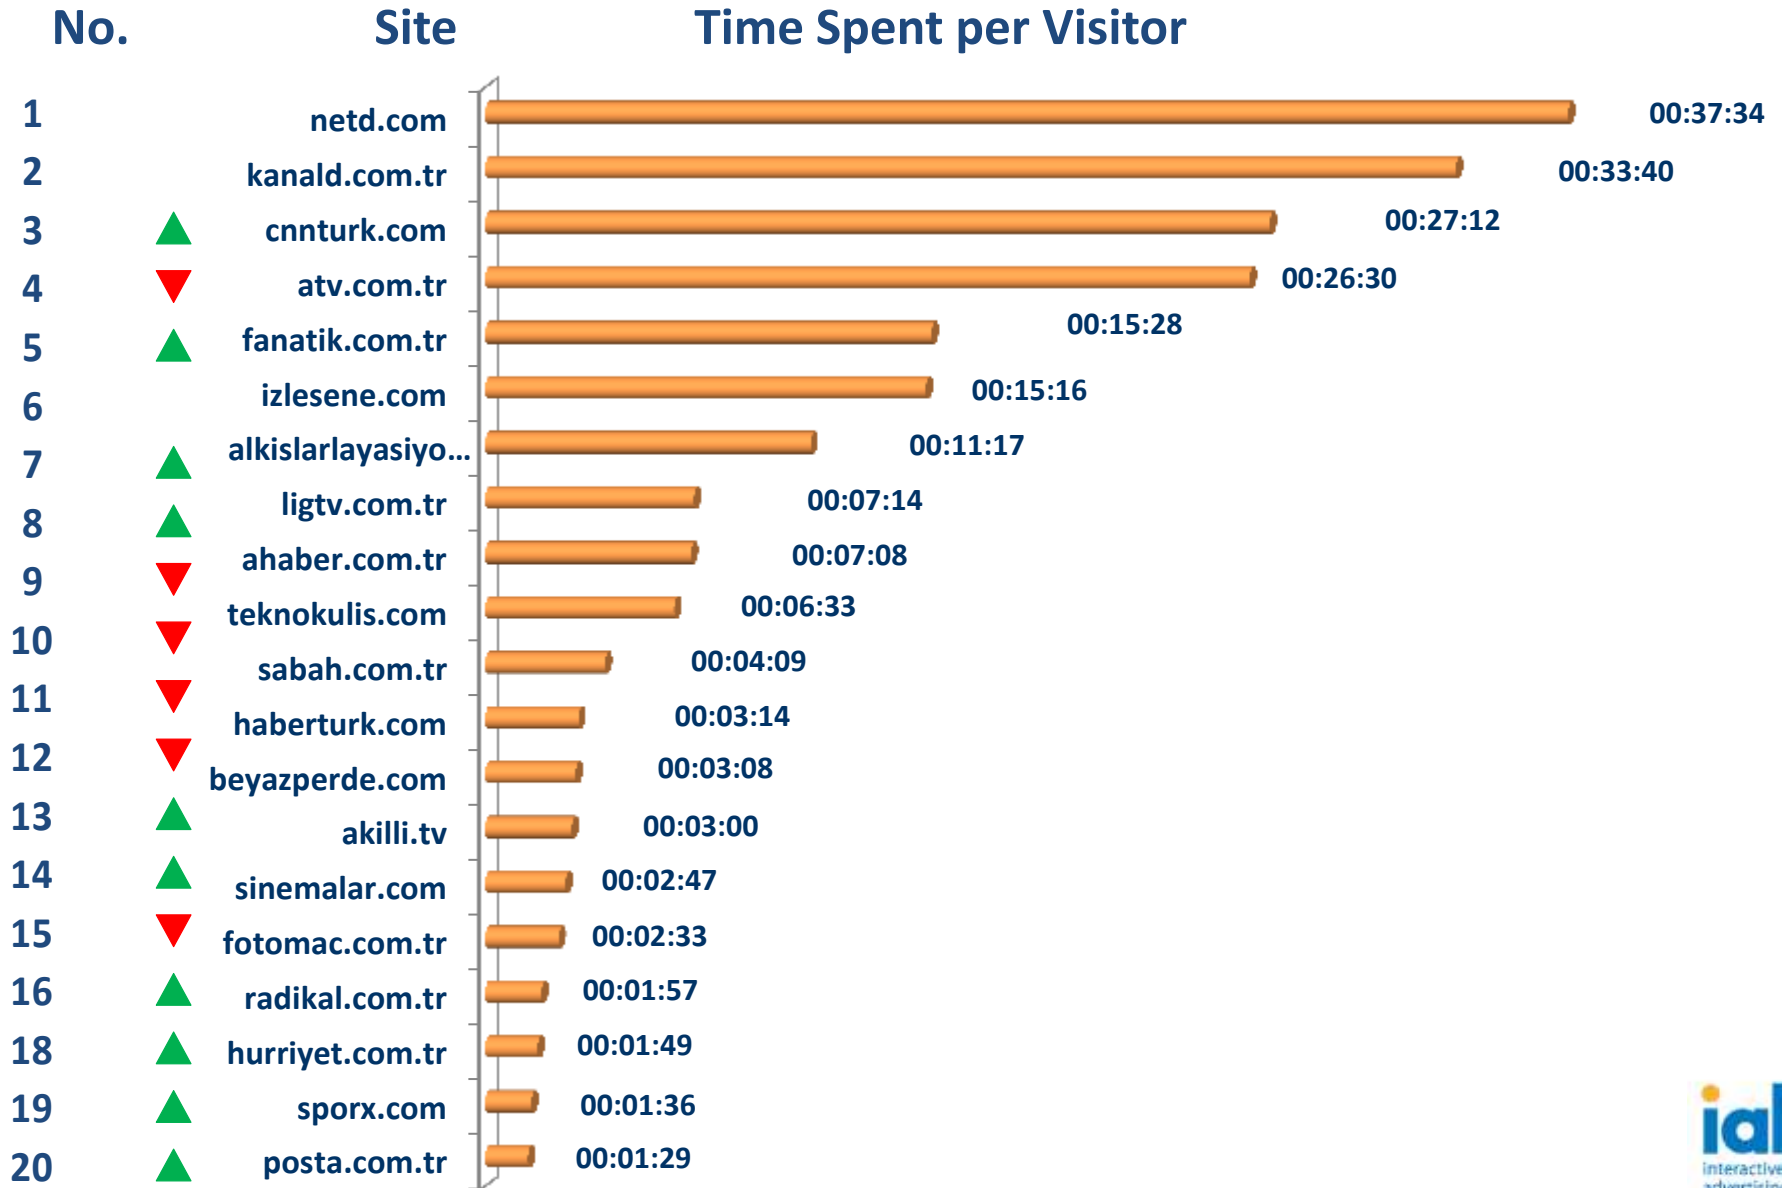 No. Site Time Spent per Visitor
1 netd.com 00:37:34
2 kanald.com.tr 00:33:40
3 cnnturk.com 00:27:12
4 atv.com.tr 00:26:30
5 fanatik.com.tr 00:15:28
6 izlesene.com 00:15:16
7 alkislarlayasiyo... 00:11:17
8 ligtv.com.tr 00:07:14
9 ahaber.com.tr 00:07:08
10 teknokulis.com 00:06:33
11 sabah.com.tr 00:04:09
12 haberturk.com 00:03:14
13 beyazperde.com 00:03:08
14 akilli.tv 00:03:00
15 sinemalar.com 00:02:47
16 fotomac.com.tr 00:02:33
radikal.com.tr 00:01:57
18 hurriyet.com.tr 00:01:49
19 sporx.com 00:01:36
20 posta.com.tr 00:01:29
interactive